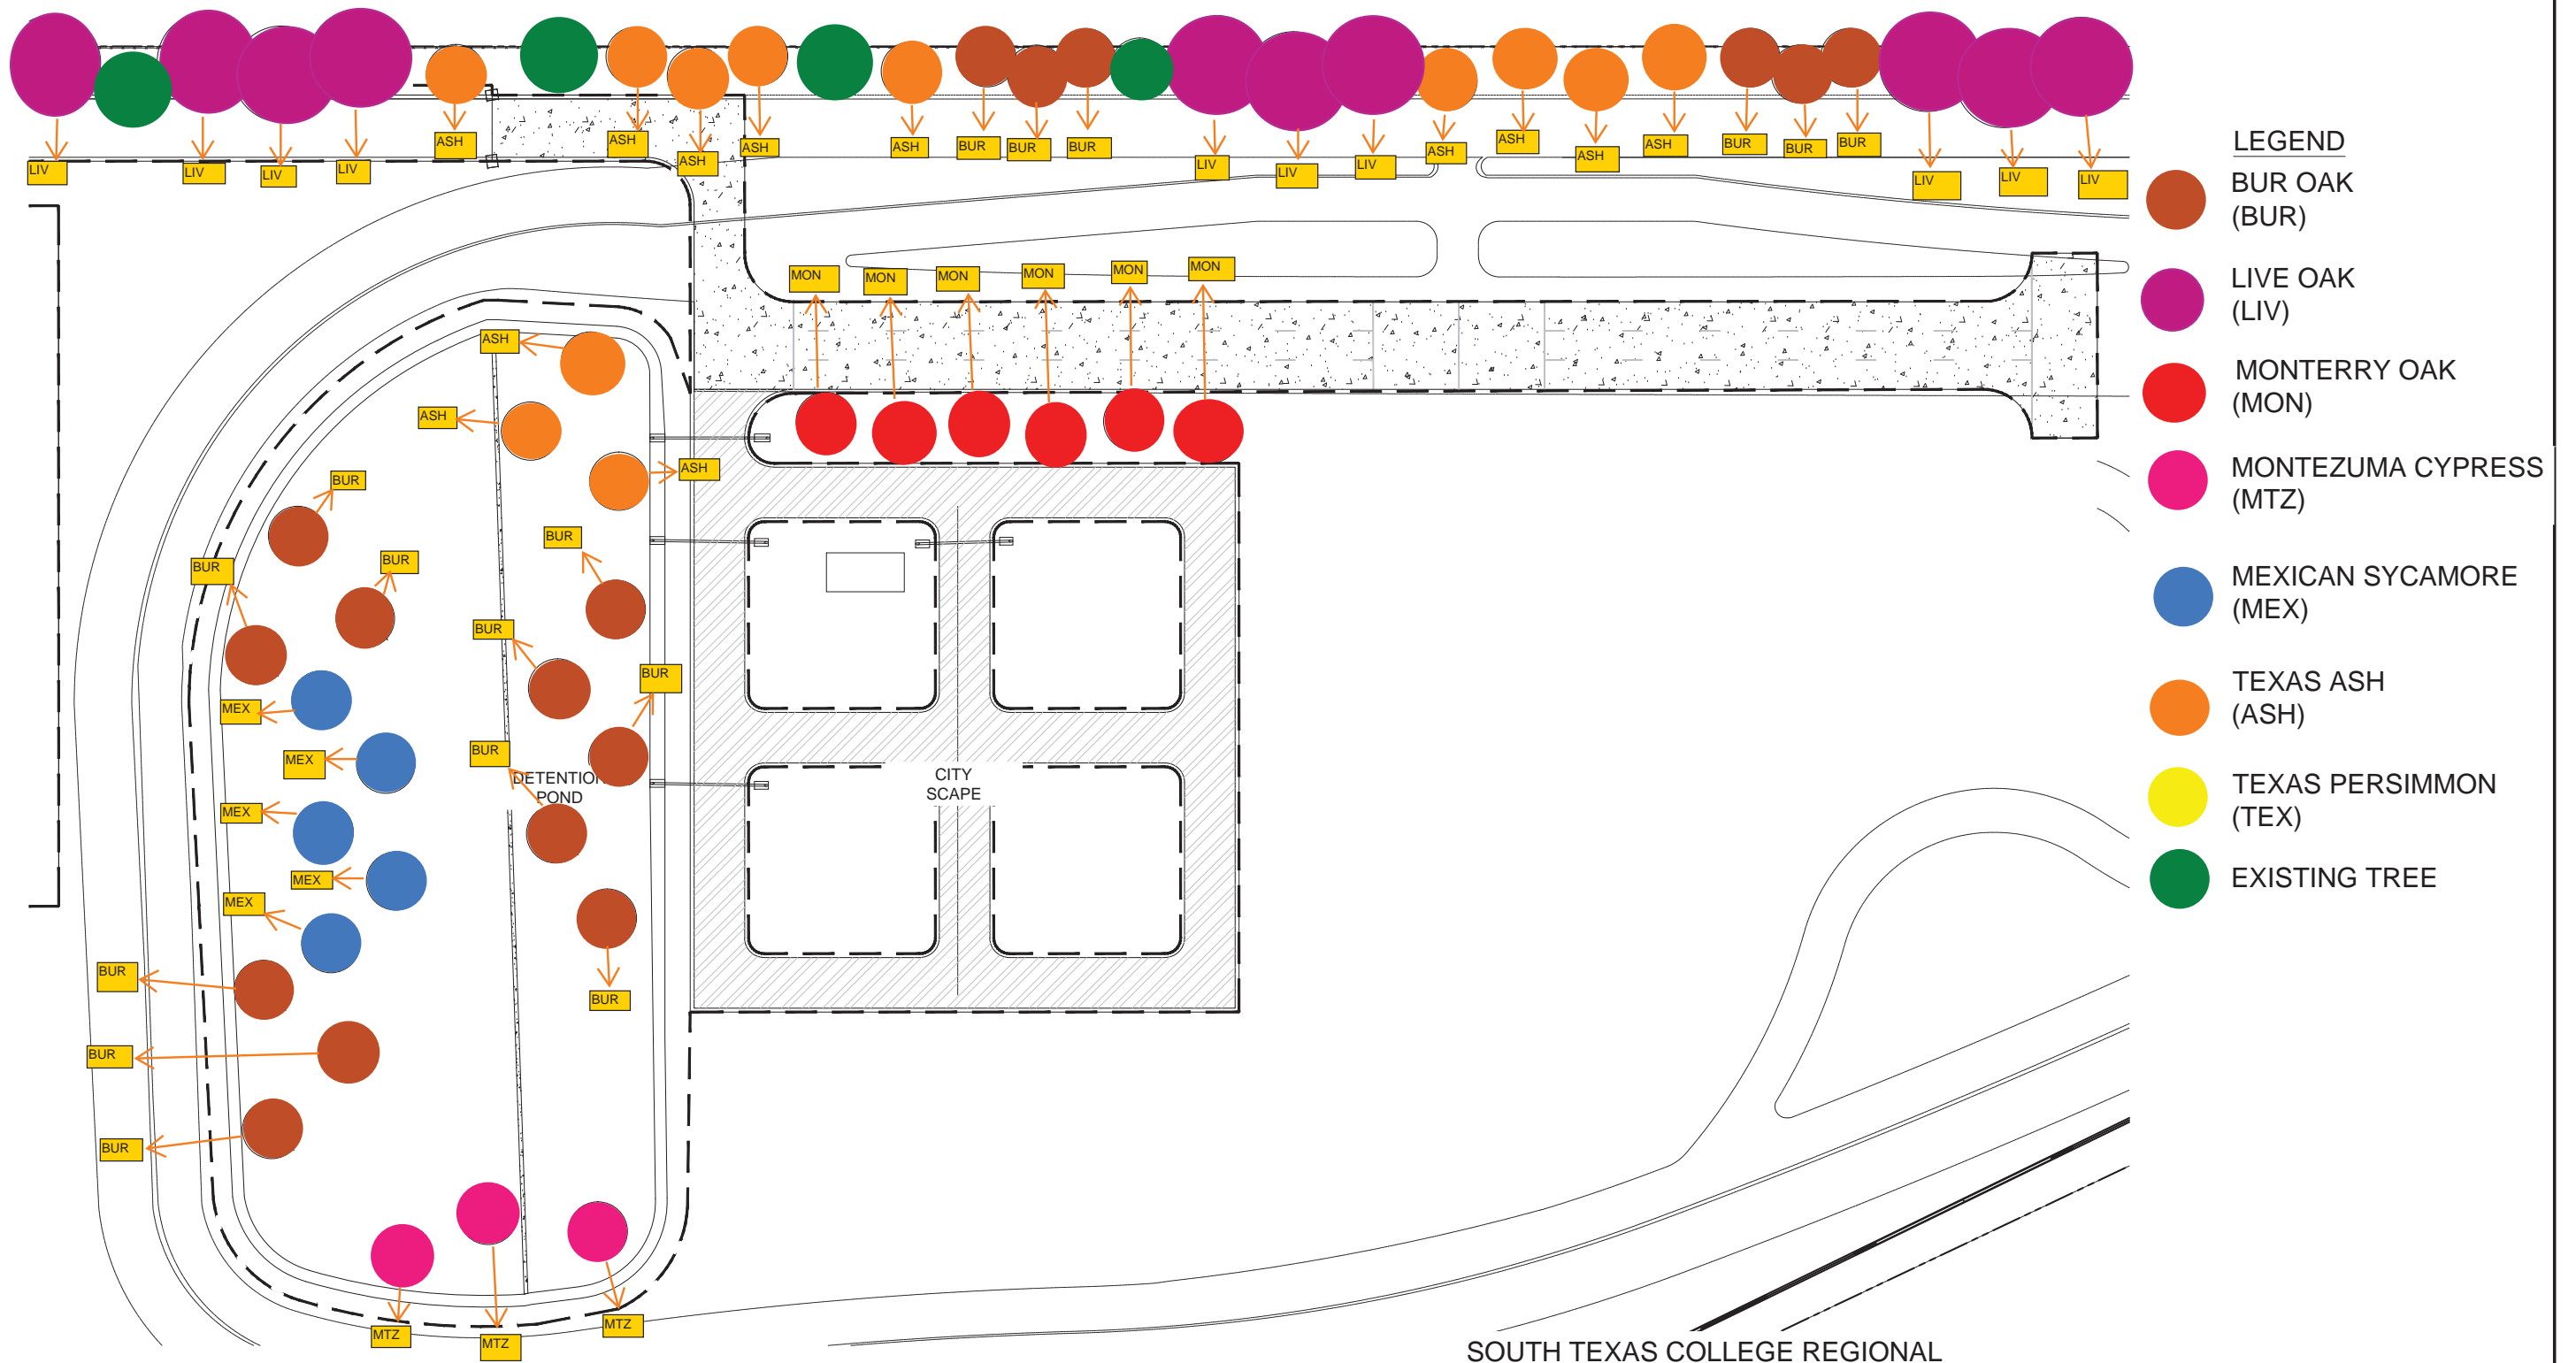 LIV
LIV
LIV
LIV
ASH
ASH
ASH
ASH
ASH
BUR
BUR
BUR
LIV
LIV
LIV
ASH
ASH
ASH
ASH
BUR
BUR
BUR
LIV
LIV
LIV
MON
MON
MON
MON
MON
MON
ASH
ASH
ASH
BUR
BUR
BUR
BUR
BUR
BUR
BUR
MEX
MEX
MEX
MEX
MEX
DETENTION
POND
CITY
SCAPE
BUR
BUR
BUR
BUR
MTZ
MTZ
MTZ
LEGEND
BUR OAK
(BUR)
LIVE OAK
(LIV)
MONTERRY OAK
(MON)
MONTEZUMA CYPRESS
(MTZ)
MEXICAN SYCAMORE
(MEX)
TEXAS ASH
(ASH)
TEXAS PERSIMMON
(TEX)
EXISTING TREE
SOUTH TEXAS COLLEGE REGIONAL